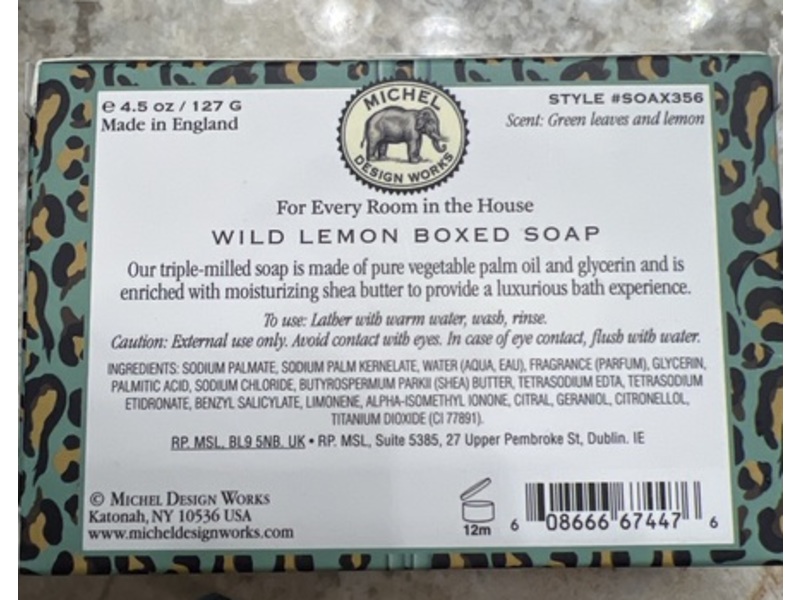 ℮ 4.5 oz / 127 G
Made in England
MICHEL
DESIGN WORKS
STYLE #SOAX356
Scent: Green leaves and lemon
For Every Room in the House
WILD LEMON BOXED SOAP
Our triple-milled soap is made of pure vegetable palm oil and glycerin and is
enriched with moisturizing shea butter to provide a luxurious bath experience.
To use: Lather with warm water, wash, rinse.
Caution: External use only. Avoid contact with eyes. In case of eye contact, flush with water.
INGREDIENTS: SODIUM PALMATE, SODIUM PALM KERNELATE, WATER (AQUA, EAU), FRAGRANCE (PARFUM), GLYCERIN,
PALMITIC ACID, SODIUM CHLORIDE, BUTYROSPERMUM PARKII (SHEA) BUTTER, TETRASODIUM EDTA, TETRASODIUM
ETIDRONATE, BENZYL SALICYLATE, LIMONENE, ALPHA-ISOMETHYL IONONE, CITRAL, GERANIOL, CITRONELLOL,
TITANIUM DIOXIDE (CI 77891).
RP. MSL, BL9 5NB. UK • RP. MSL, Suite 5385, 27 Upper Pembroke St, Dublin. IE
© MICHEL DESIGN WORKS
Katonah, NY 10536 USA
www.micheldesignworks.com
12m
6 08666 67447 6